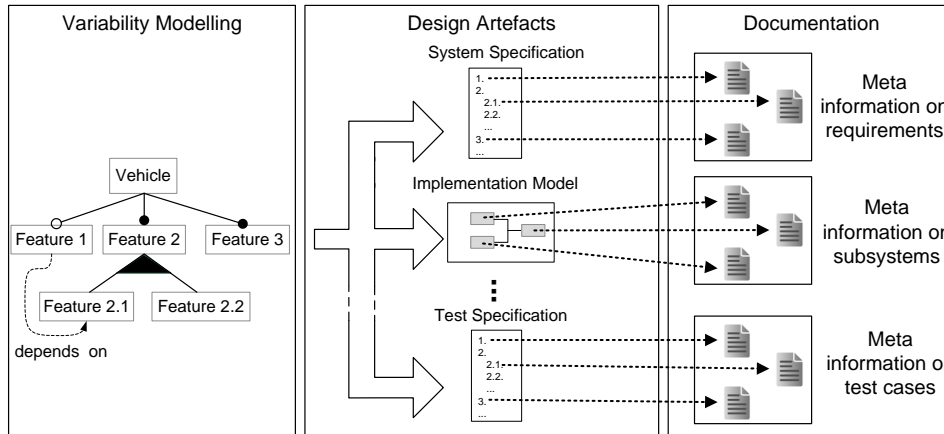 Variability Modelling
Vehicle
Feature 1
Feature 2
Feature 3
Feature 2.1
Feature 2.2
depends on
Design Artefacts
System Specification
1.
2.
2.1.
2.2.
...
3.
...
Implementation Model
Test Specification
1.
2.
2.1.
2.2.
...
3.
...
Documentation
Meta
information on
requirements
Meta
information on
subsystems
Meta
information o
test cases